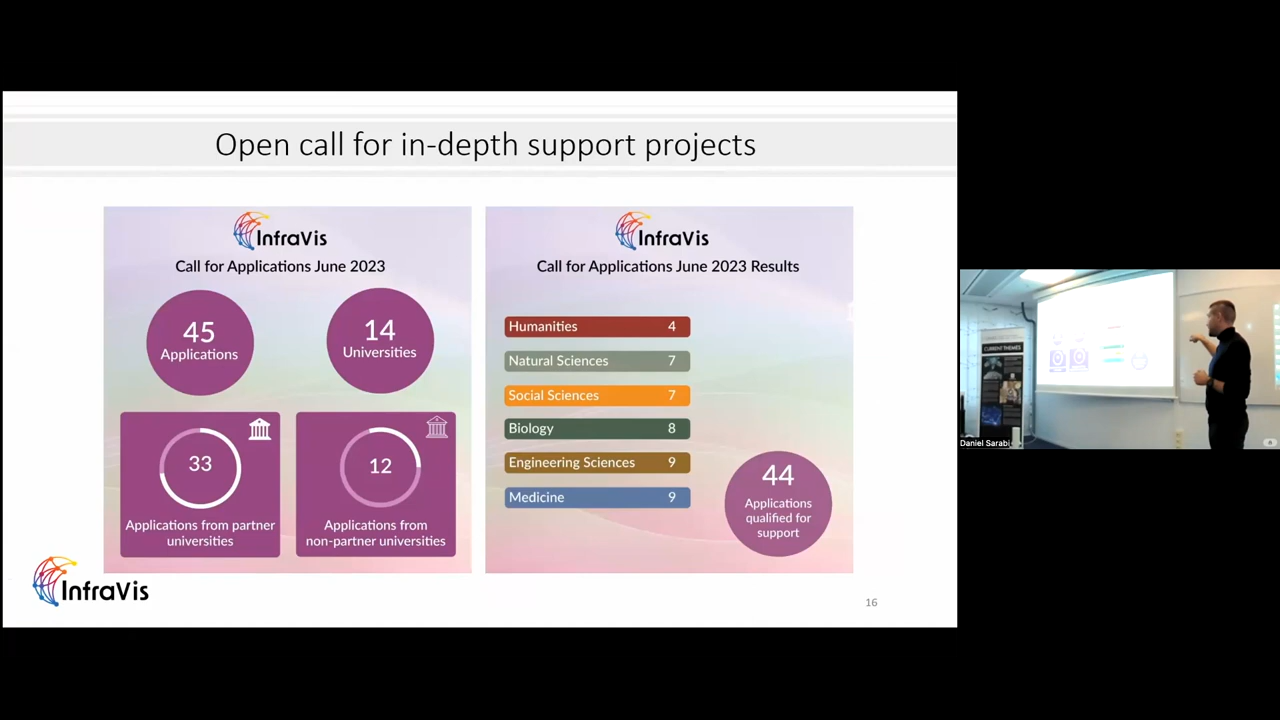 Open call for in-depth support projects
InfraVis
Call for Applications June 2023
45
Applications
14
Universities
33
Applications from partner
universities
12
Applications from
non-partner universities
InfraVis
Call for Applications June 2023 Results
Humanities 4
Natural Sciences 7
Social Sciences 7
Biology 8
Engineering Sciences 9
Medicine 9
44
Applications
qualified for
support
InfraVis
16
CURRENT THEMES
Daniel Sarabi